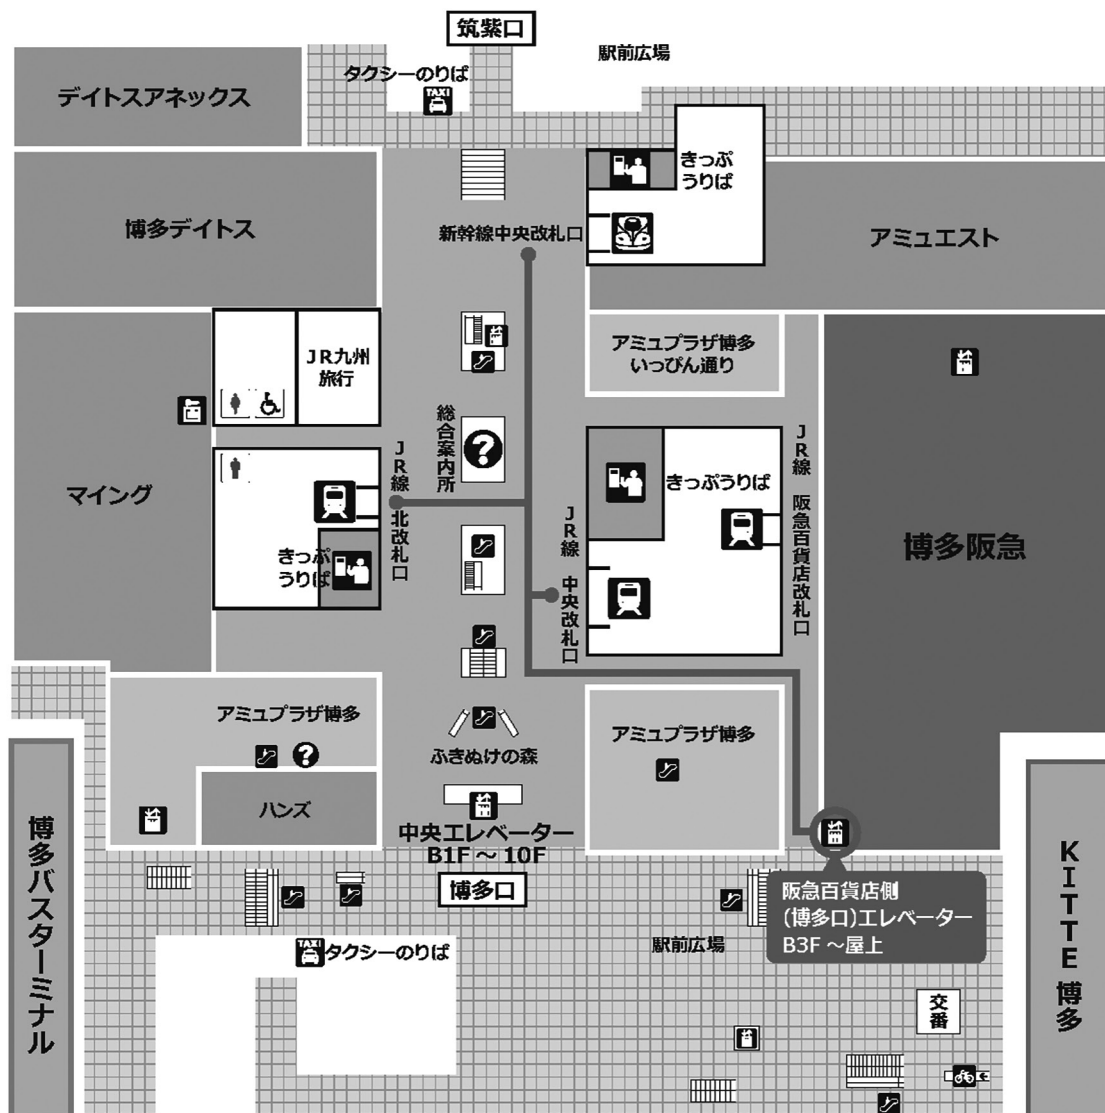 筑紫口
駅前広場
タクシーのりば
TAXI
デイトスアネックス
きっぷ
うりば
博多デイトス
新幹線中央改札口
アミュエスト
アミュプラザ博多
いっぴん通り
JR九州
旅行
総合案内所
?
JR線 北改札口
JR線 阪急百貨店改札口
きっぷうりば
マイング
博多阪急
JR線 中央改札口
きっぷ
うりば
アミュプラザ博多
?
アミュプラザ博多
ふきぬけの森
ハンズ
中央エレベーター
B1F~10F
博多口
阪急百貨店側
(博多口)エレベーター
B3F~屋上
博多バスターミナル
KITTE 博多
TAXI
タクシーのりば
駅前広場
交番